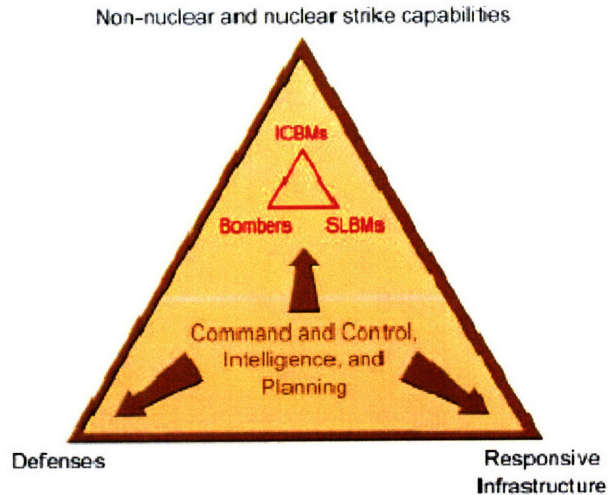 Non-nuclear and nuclear strike capabilities
ICBMs
Bombers SLBMs
Command and Control,
Intelligence, and
Planning
Defenses
Responsive
Infrastructure